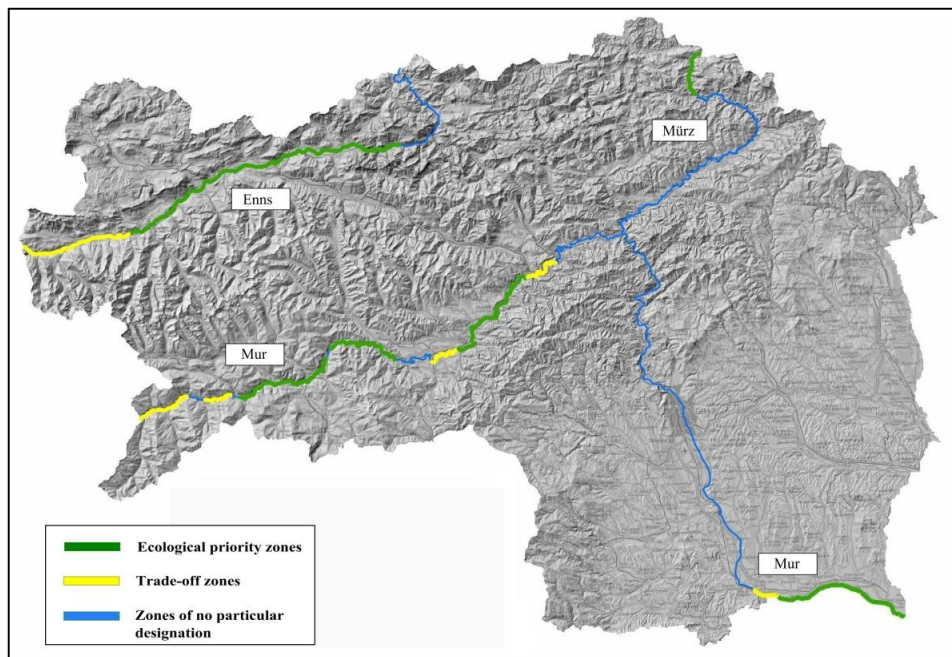 Mürz
Enns
Mur
Mur
Ecological priority zones
Trade-off zones
Zones of no particular
designation